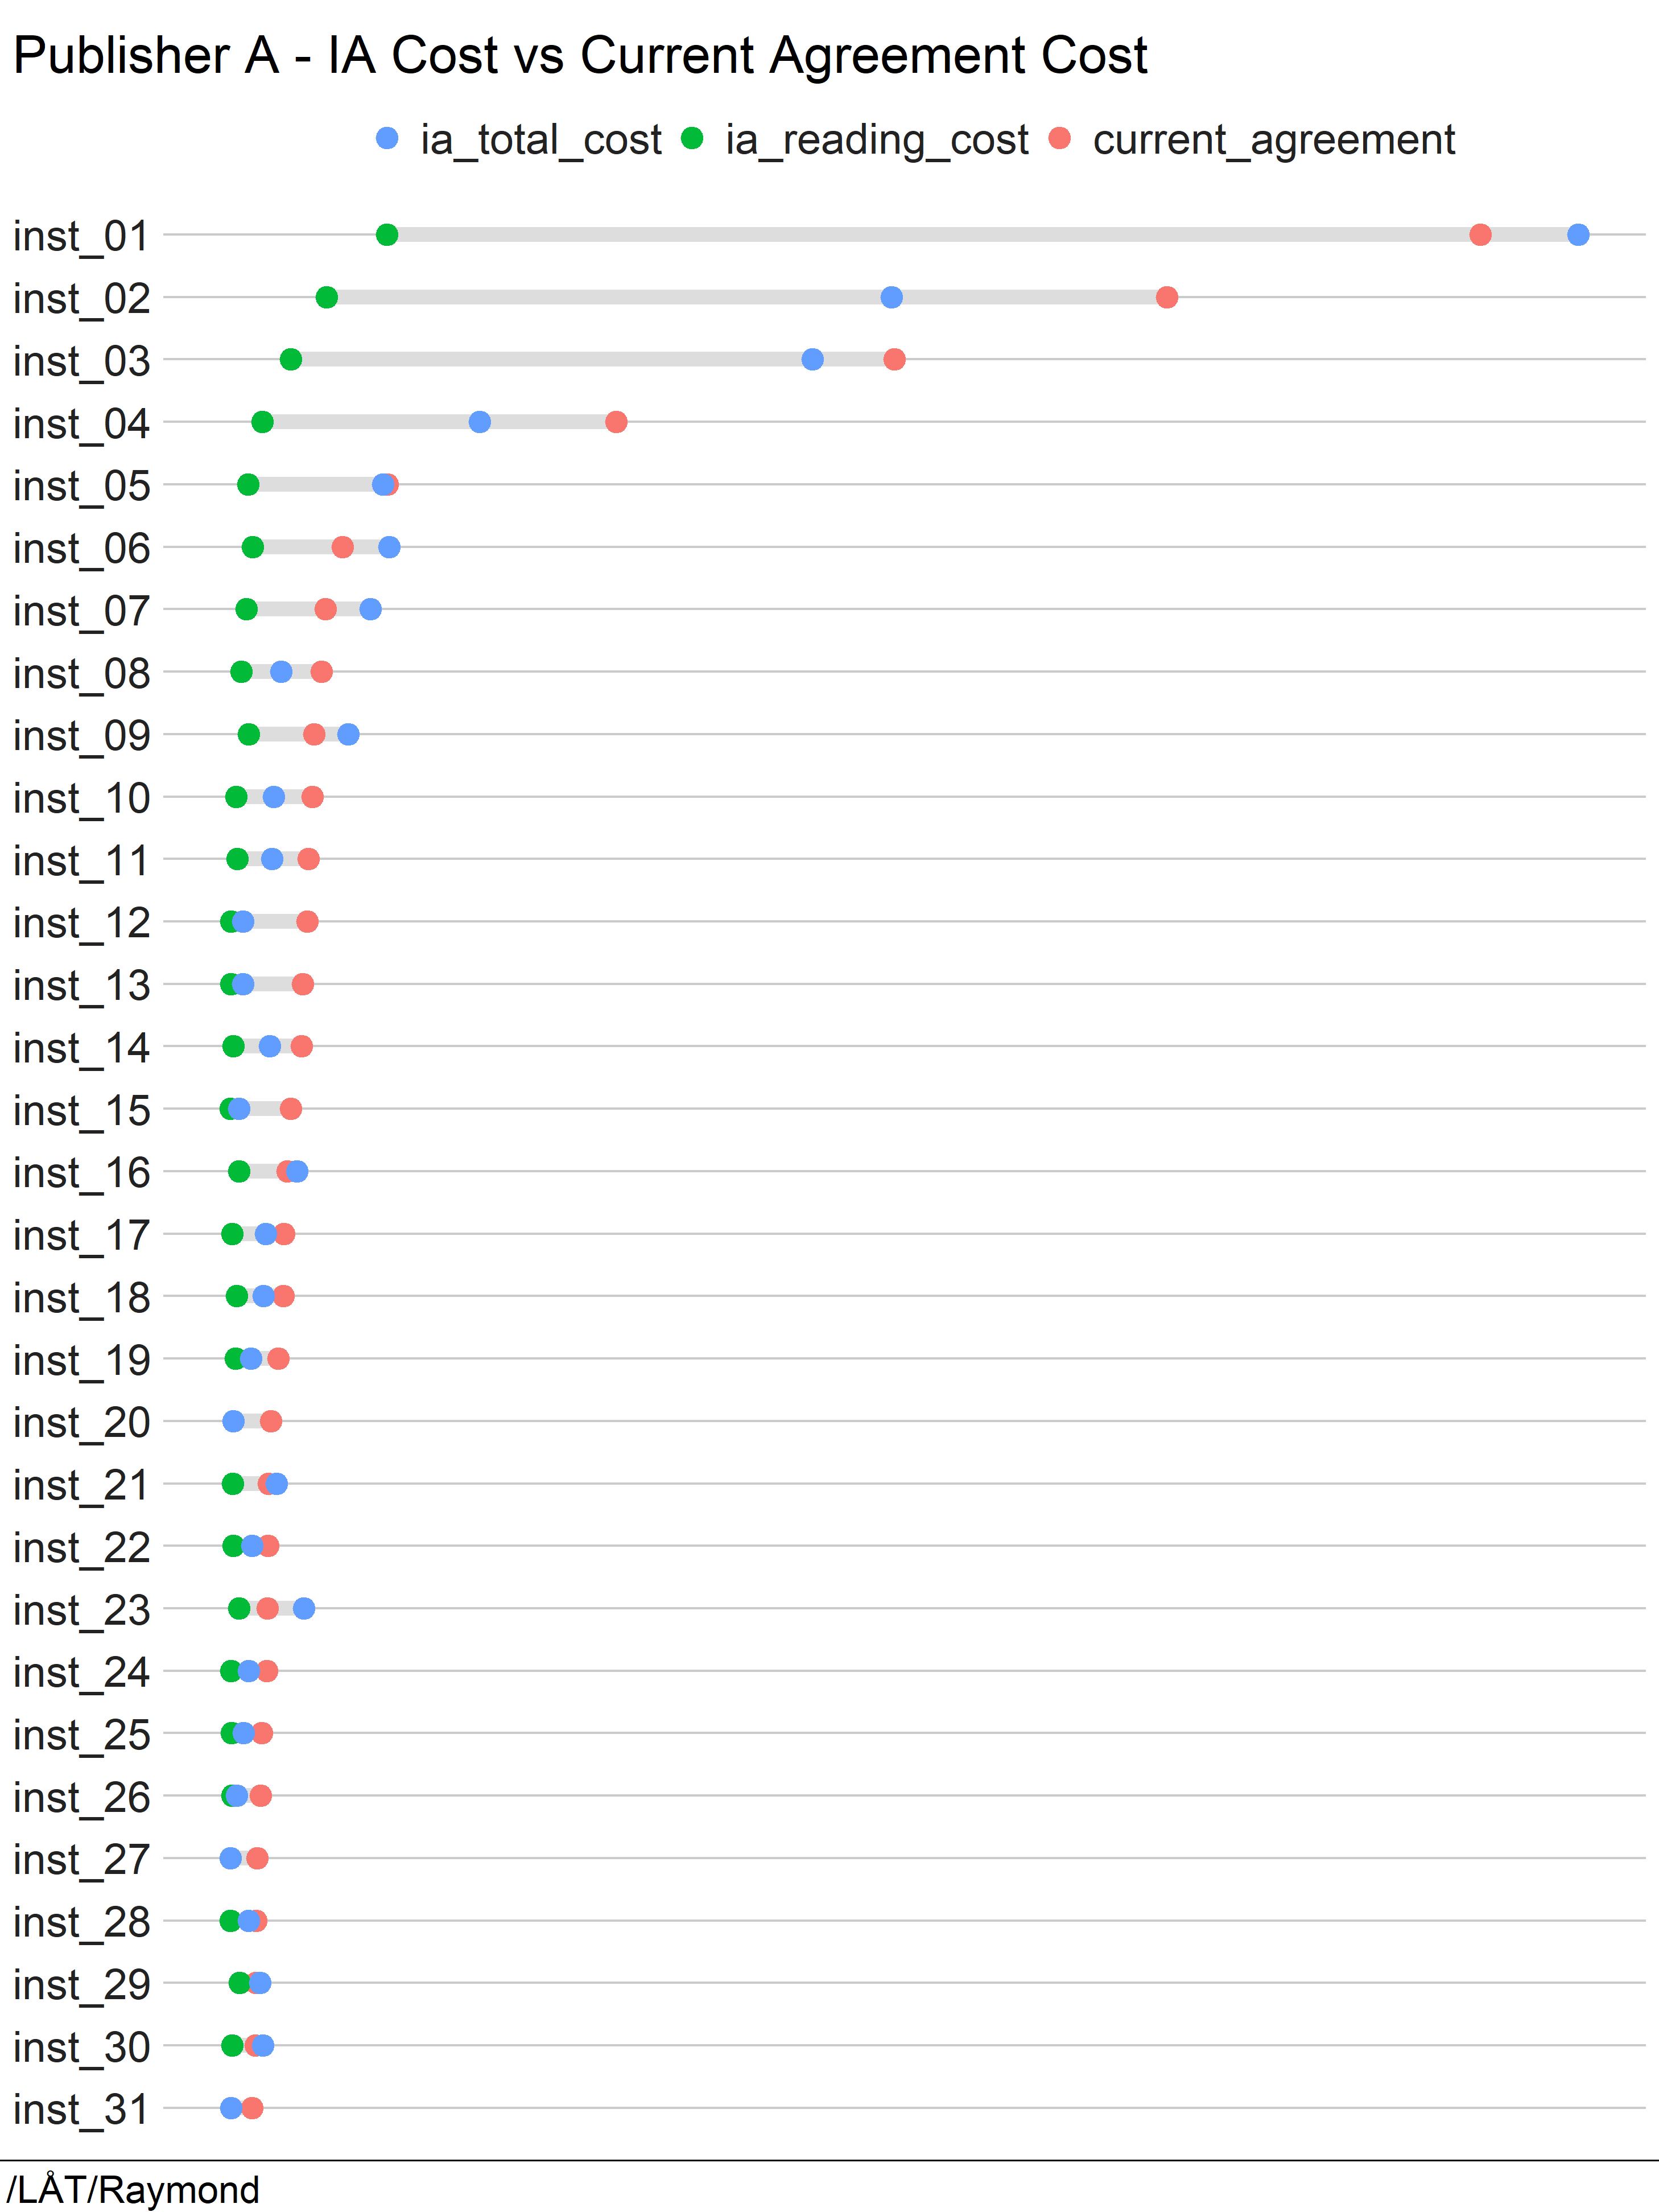 Publisher A - IA Cost vs Current Agreement Cost
ia_total_cost ia_reading_cost current_agreement
inst_01
inst_02
inst_03
inst_04
inst_05
inst_06
inst_07
inst_08
inst_09
inst_10
inst_11
inst_12
inst_13
inst_14
inst_15
inst_16
inst_17
inst_18
inst_19
inst_20
inst_21
inst_22
inst_23
inst_24
inst_25
inst_26
inst_27
inst_28
inst_29
inst_30
inst_31
/LÅT/Raymond